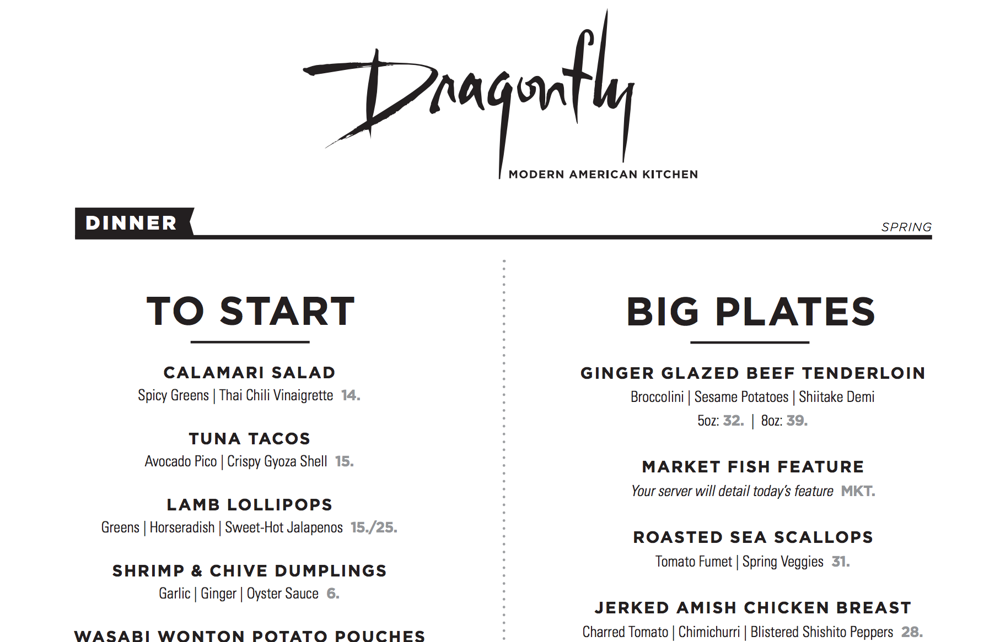 Dragonfly
MODERN AMERICAN KITCHEN
DINNER
SPRING
TO START
CALAMARI SALAD
Spicy Greens | Thai Chili Vinaigrette 14.
TUNA TACOS
Avocado Pico | Crispy Gyoza Shell 15.
LAMB LOLLIPOPS
Greens | Horseradish | Sweet-Hot Jalapenos 15./25.
SHRIMP & CHIVE DUMPLINGS
Garlic | Ginger | Oyster Sauce 6.
WASABI WONTON POTATO POUCHES
BIG PLATES
GINGER GLAZED BEEF TENDERLOIN
Broccolini | Sesame Potatoes | Shiitake Demi
5oz: 32. | 8oz: 39.
MARKET FISH FEATURE
Your server will detail today's feature MKT.
ROASTED SEA SCALLOPS
Tomato Fumet | Spring Veggies 31.
JERKED AMISH CHICKEN BREAST
Charred Tomato | Chimichurri | Blistered Shishito Peppers 28.